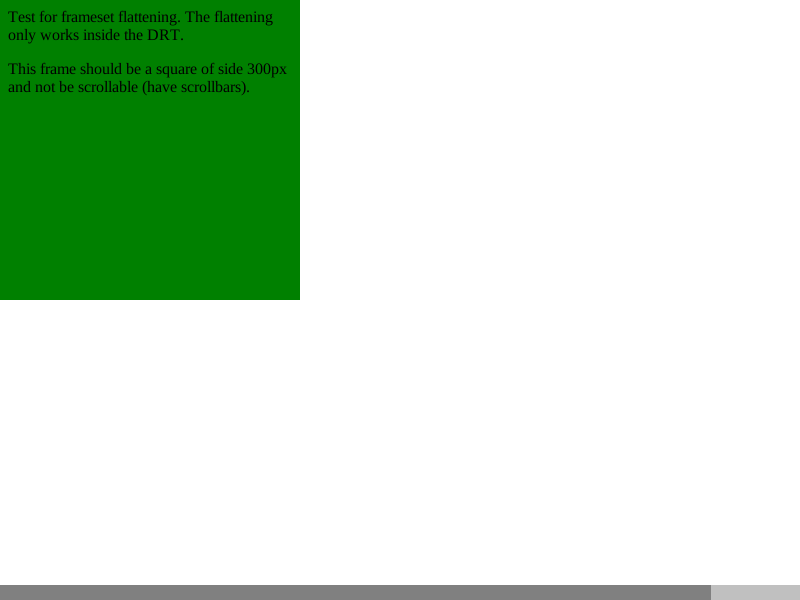 Test for frameset flattening. The flattening
only works inside the DRT.
This frame should be a square of side 300px
and not be scrollable (have scrollbars).